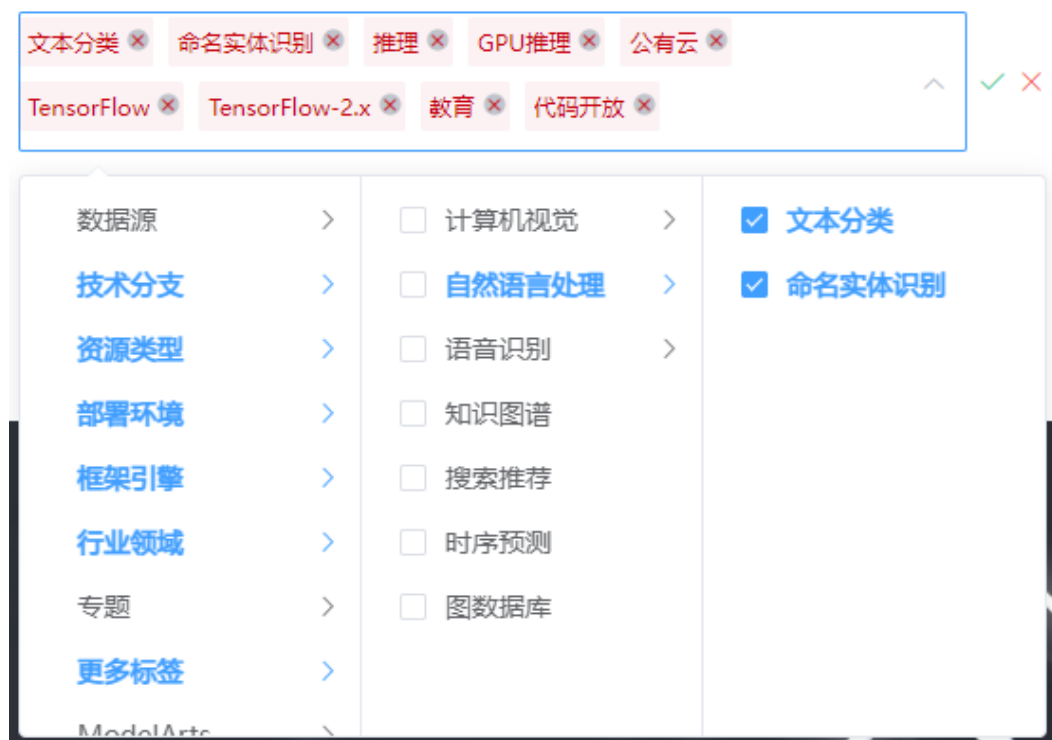 文本分类 命名实体识别 推理 GPU推理 公有云
TensorFlow TensorFlow-2.x 教育 代码开放
数据源
技术分支
资源类型
部署环境
框架引擎
行业领域
专题
更多标签
ModelArts
计算机视觉
自然语言处理
语音识别
知识图谱
搜索推荐
时序预测
图数据库
文本分类
命名实体识别